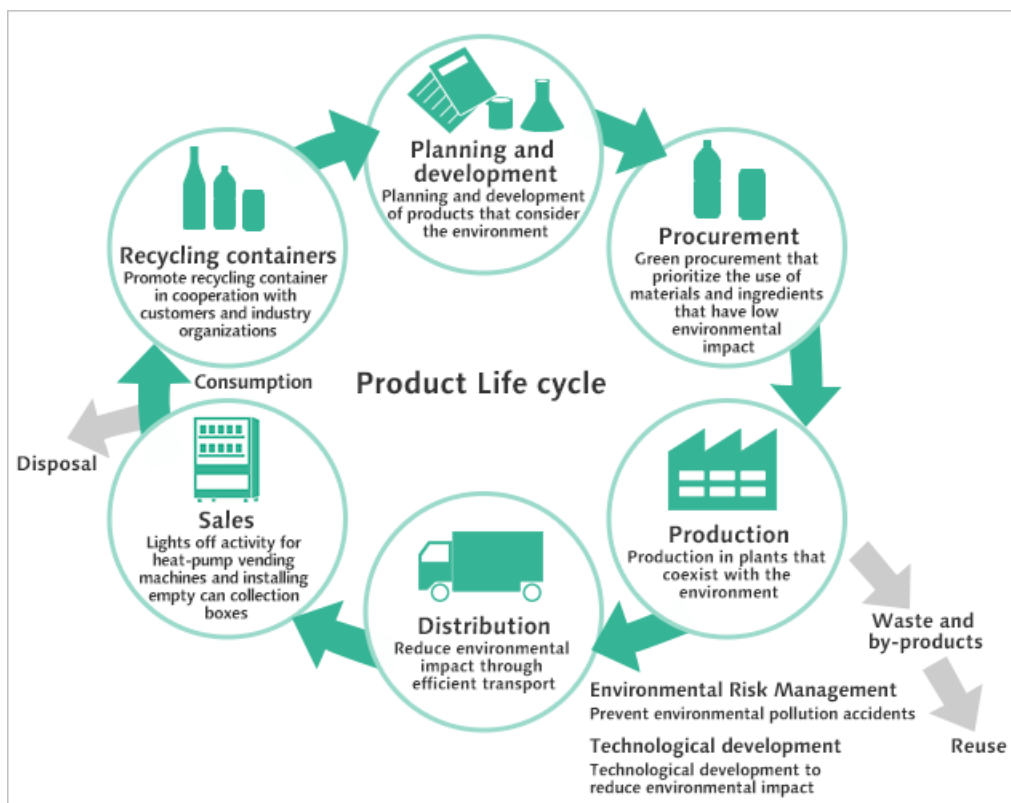 Planning and
development
Planning and development
of products that consider
the environment
Procurement
Green procurement that
prioritize the use of
materials and ingredients
that have low
environmental
impact
Recycling containers
Promote recycling container
in cooperation with
customers and industry
organizations
Consumption
Product Life cycle
Disposal
Sales
Lights off activity for
heat-pump vending
machines and installing
empty can collection
boxes
Production
Production in plants that
coexist with the
environment
Distribution
Reduce environmental
impact through
efficient transport
Waste and
by-products
Reuse
Environmental Risk Management
Prevent environmental pollution accidents
Technological development
Technological development to
reduce environmental impact